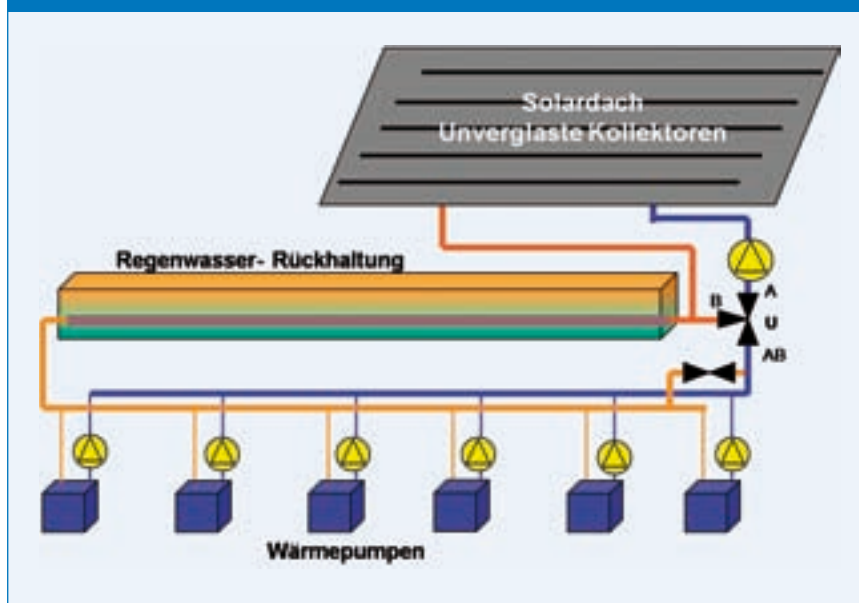 Solardach
Unverglaste Kollektoren
Regenwasser- Rückhaltung
B
A
U
AB
Wärmepumpen